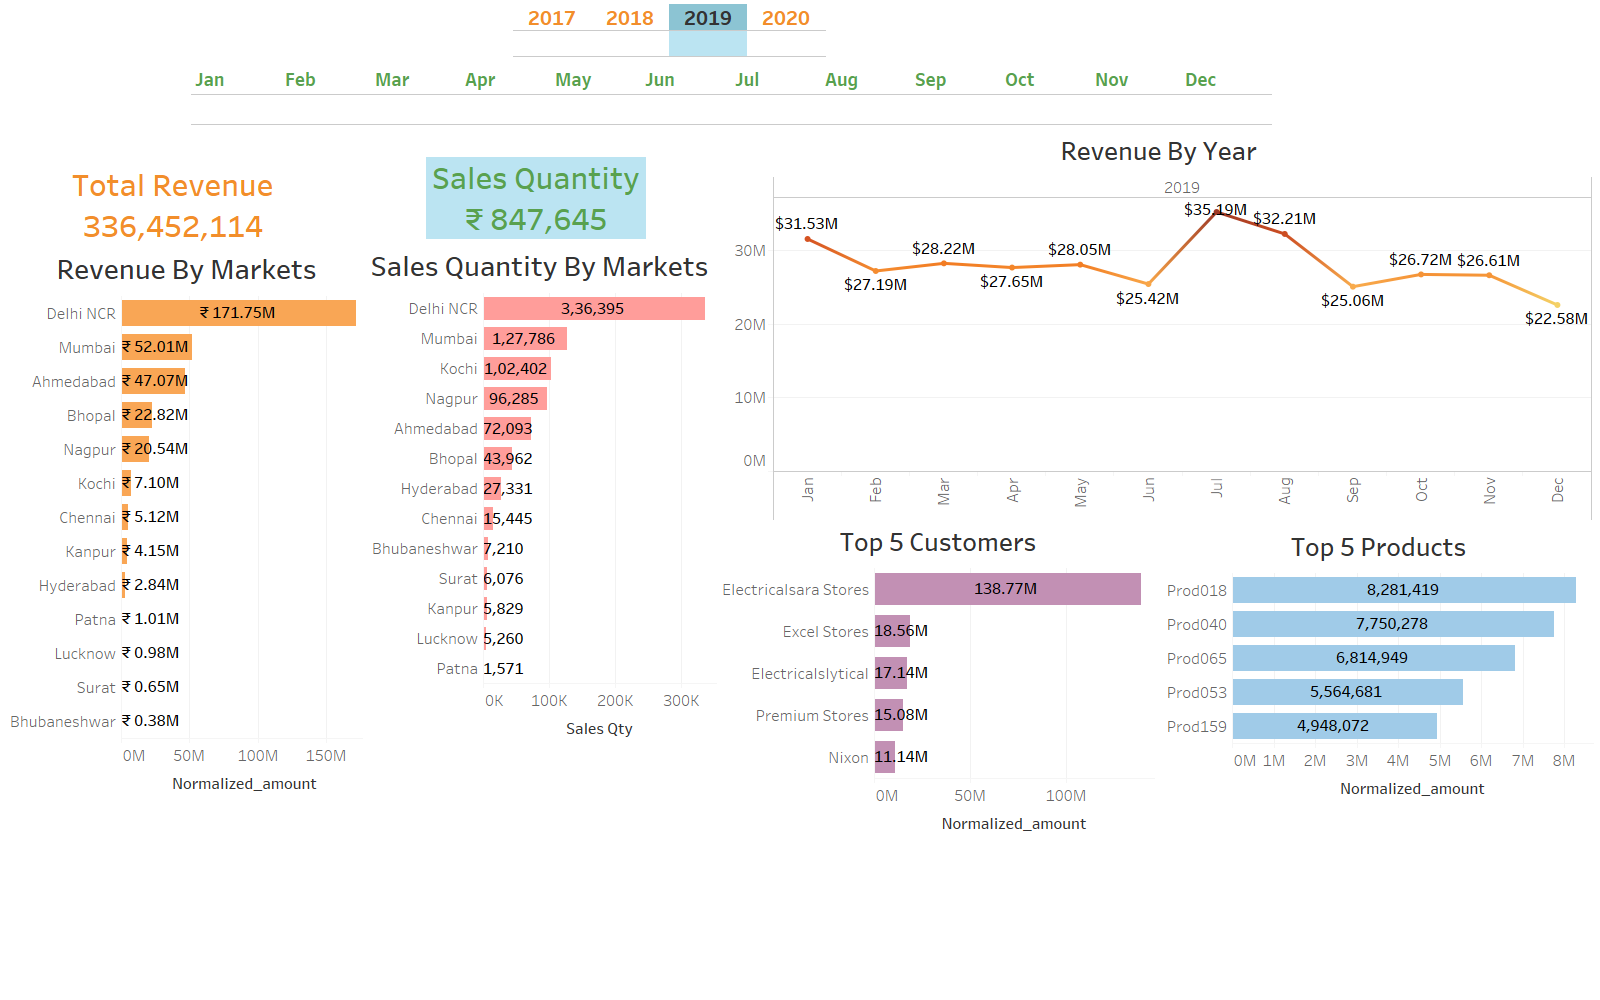 2017 2018 2019 2020
Jan Feb Mar Apr May Jun Jul Aug Sep Oct Nov Dec
Total Revenue
336,452,114
Sales Quantity
₹ 847,645
Revenue By Markets
Delhi NCR ₹ 171.75M
Mumbai ₹ 52.01M
Ahmedabad ₹ 47.07M
Bhopal ₹ 22.82M
Nagpur ₹ 20.54M
Kochi ₹ 7.10M
Chennai ₹ 5.12M
Kanpur ₹ 4.15M
Hyderabad ₹ 2.84M
Patna ₹ 1.01M
Lucknow ₹ 0.98M
Surat ₹ 0.65M
Bhubaneshwar ₹ 0.38M
0M 50M 100M 150M
Normalized_amount
Sales Quantity By Markets
Delhi NCR 3,36,395
Mumbai 1,27,786
Kochi 1,02,402
Nagpur 96,285
Ahmedabad 72,093
Bhopal 43,962
Hyderabad 27,331
Chennai 15,445
Bhubaneshwar 7,210
Surat 6,076
Kanpur 5,829
Lucknow 5,260
Patna 1,571
0K 100K 200K 300K
Sales Qty
Revenue By Year
2019
30M
20M
10M
0M
$31.53M $27.19M $28.22M $27.65M $28.05M $25.42M $35.19M $32.21M $25.06M $26.72M $26.61M $22.58M
Jan Feb Mar Apr May Jun Jul Aug Sep Oct Nov Dec
Top 5 Customers
Electricalsara Stores 138.77M
Excel Stores 18.56M
Electricalslytical 17.14M
Premium Stores 15.08M
Nixon 11.14M
0M 50M 100M
Normalized_amount
Top 5 Products
Prod018 8,281,419
Prod040 7,750,278
Prod065 6,814,949
Prod053 5,564,681
Prod159 4,948,072
0M 1M 2M 3M 4M 5M 6M 7M 8M
Normalized_amount